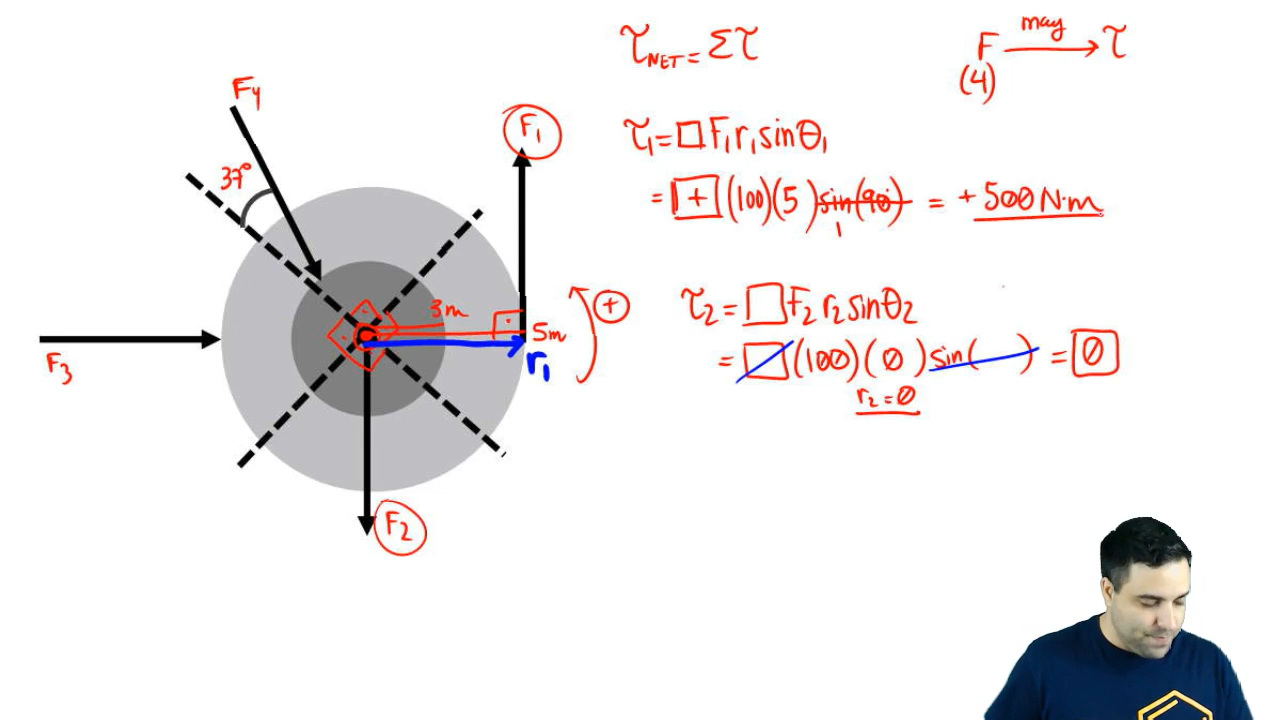 τNET = Στ
F may→ τ
(4)
F4
37°
F1
τ1 = □ F1 r1 sinθ1
= + (100)(5) sin(90) = +500 N·m
1
3m
5m
r1
+
F3
τ2 = □ F2 r2 sinθ2
= □ (100)(0) sin( ) = 0
r2 = 0
F2